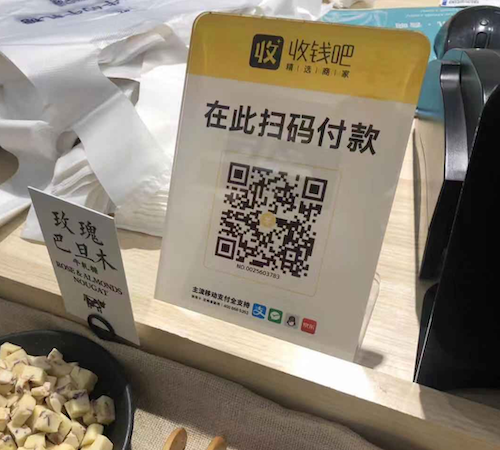 收 收钱吧
精 | 选 | 商 | 家
在此扫码付款
NO.0025603783
主流移动支付全支持
支
玫瑰
巴旦木
牛轧糖
ROSE & ALMONDS
NOUGAT